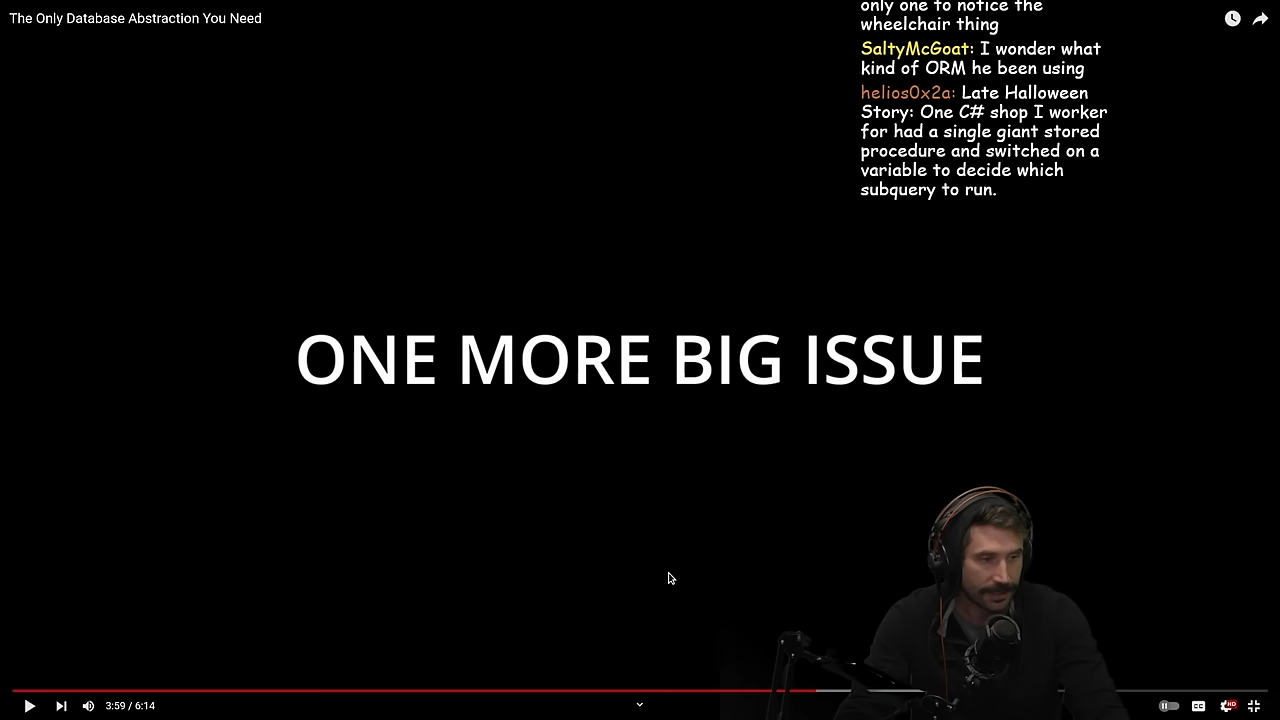 The Only Database Abstraction You Need
only one to notice the
wheelchair thing
SaltyMcGoat: I wonder what
kind of ORM he been using
helios0x2a: Late Halloween
Story: One C# shop I worker
for had a single giant stored
procedure and switched on a
variable to decide which
subquery to run.
ONE MORE BIG ISSUE
3:59 / 6:14
CC
HD